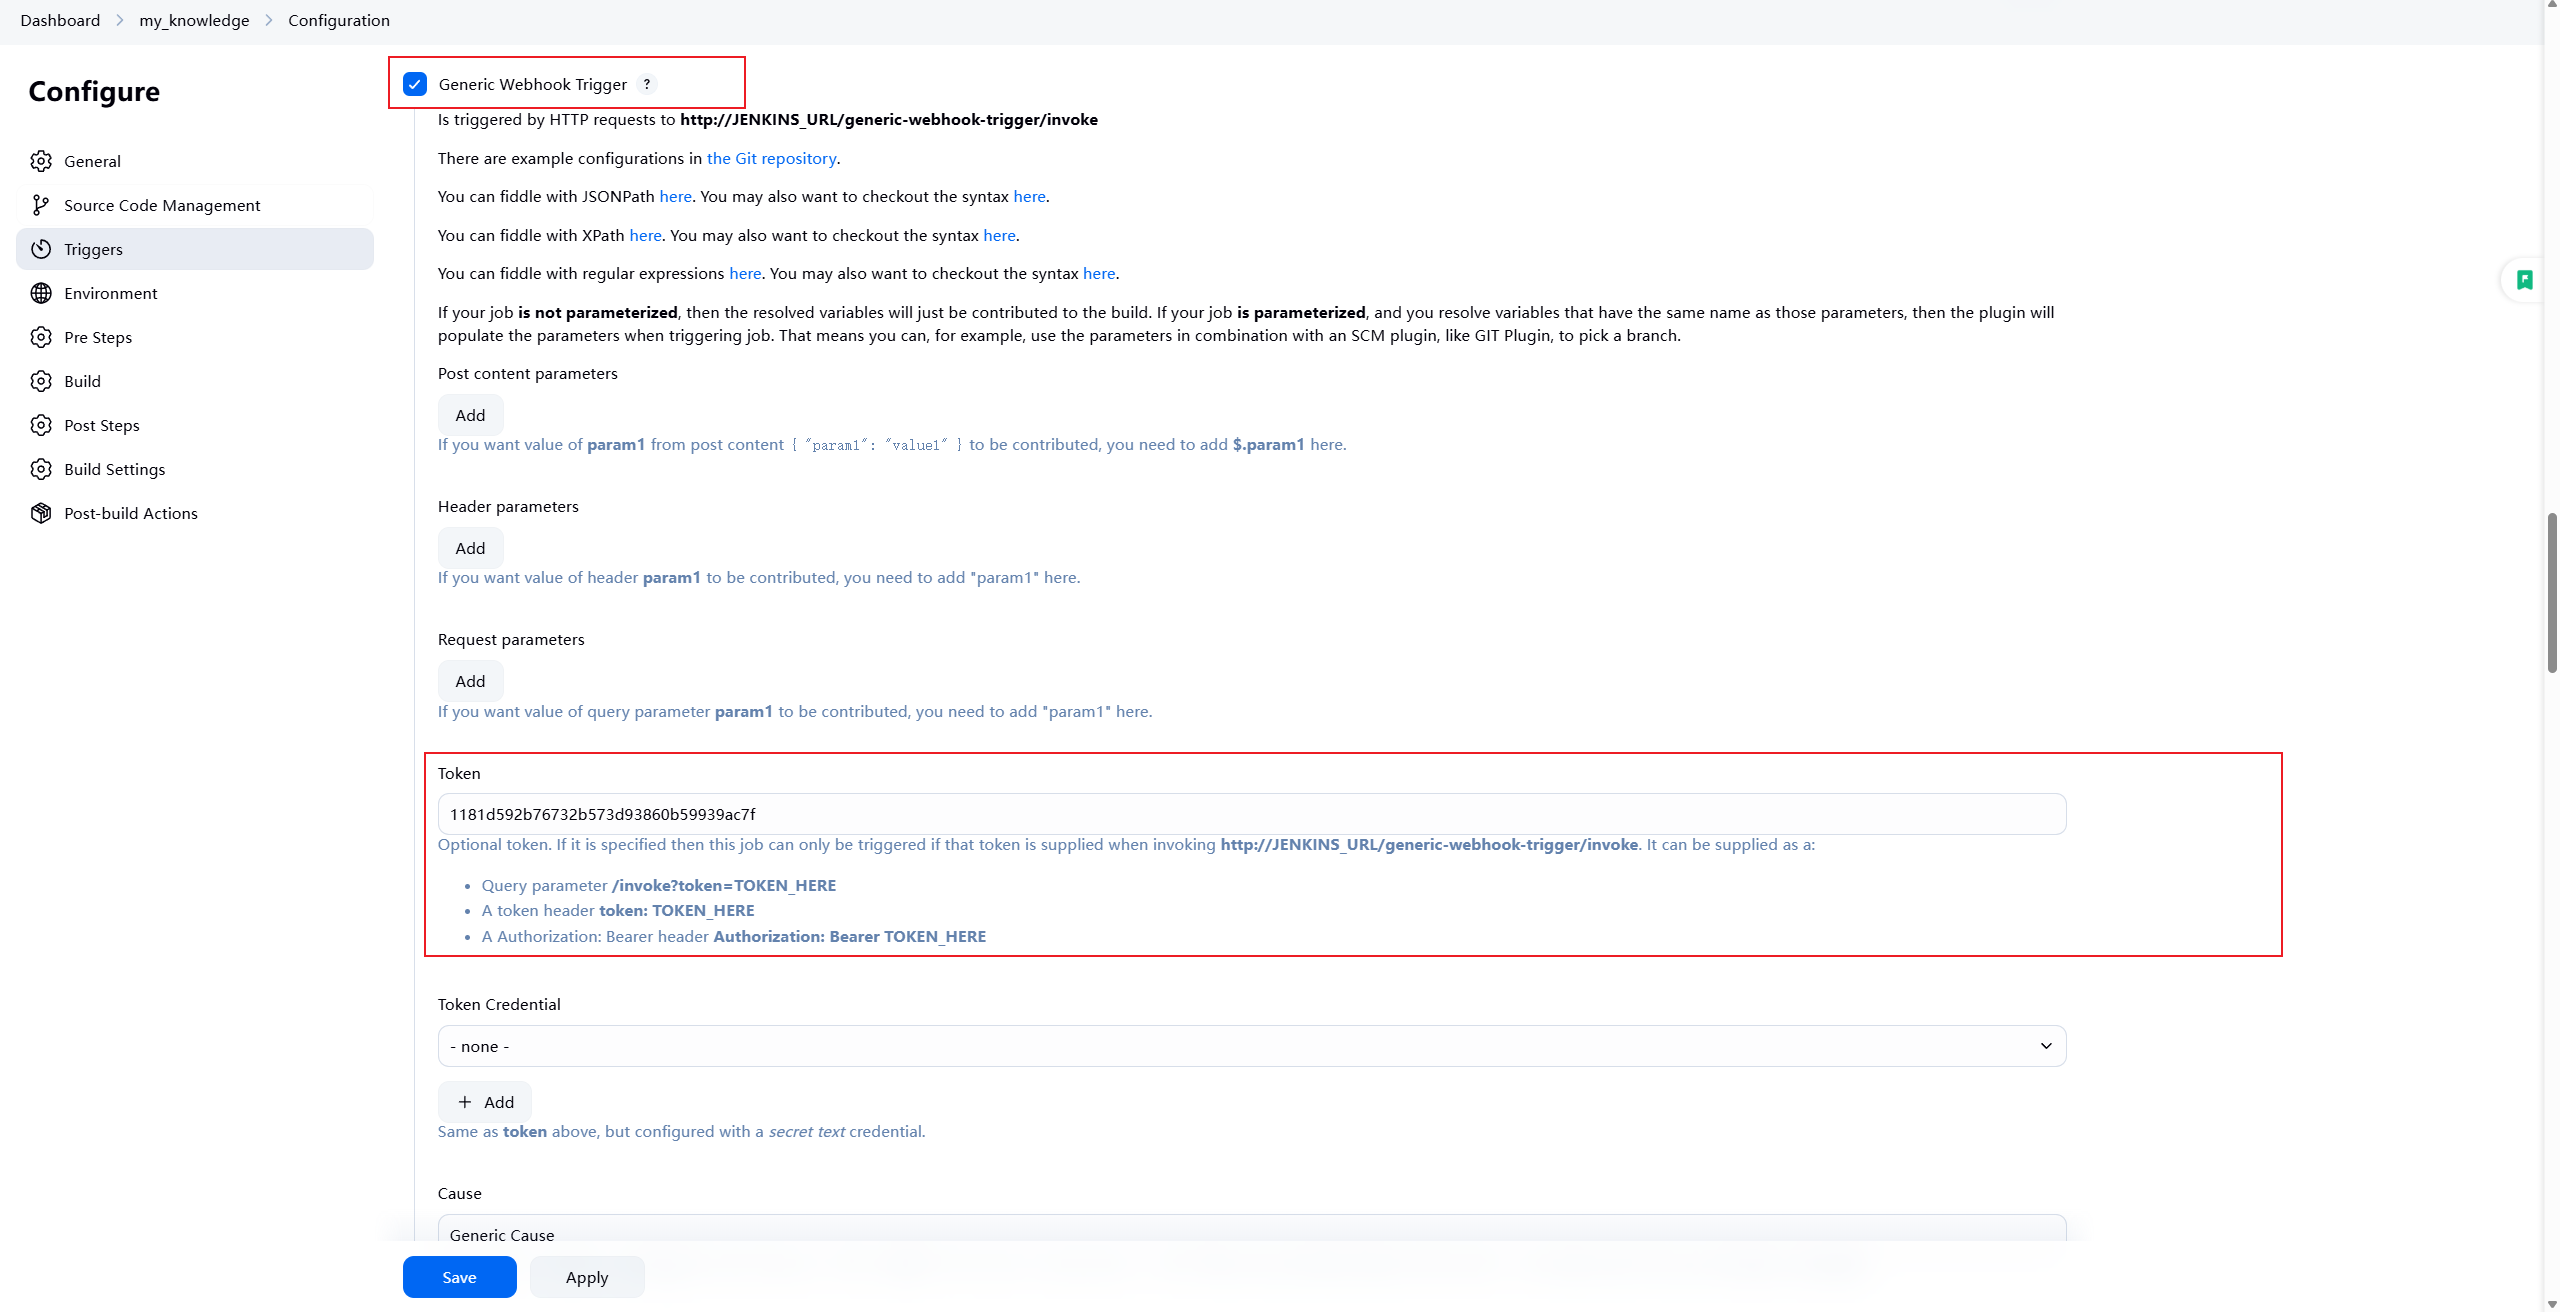 Dashboard > my_knowledge > Configuration
Configure
General
Source Code Management
Triggers
Environment
Pre Steps
Build
Post Steps
Build Settings
Post-build Actions
Generic Webhook Trigger ?
Is triggered by HTTP requests to http://JENKINS_URL/generic-webhook-trigger/invoke
There are example configurations in the Git repository.
You can fiddle with JSONPath here. You may also want to checkout the syntax here.
You can fiddle with XPath here. You may also want to checkout the syntax here.
You can fiddle with regular expressions here. You may also want to checkout the syntax here.
If your job is not parameterized, then the resolved variables will just be contributed to the build. If your job is parameterized, and you resolve variables that have the same name as those parameters, then the plugin will
populate the parameters when triggering job. That means you can, for example, use the parameters in combination with an SCM plugin, like GIT Plugin, to pick a branch.
Post content parameters
Add
If you want value of param1 from post content { "param1": "value1" } to be contributed, you need to add $.param1 here.
Header parameters
Add
If you want value of header param1 to be contributed, you need to add "param1" here.
Request parameters
Add
If you want value of query parameter param1 to be contributed, you need to add "param1" here.
Token
1181d592b76732b573d93860b59939ac7f
Optional token. If it is specified then this job can only be triggered if that token is supplied when invoking http://JENKINS_URL/generic-webhook-trigger/invoke. It can be supplied as a:
• Query parameter /invoke?token=TOKEN_HERE
• A token header token: TOKEN_HERE
• A Authorization: Bearer header Authorization: Bearer TOKEN_HERE
Token Credential
- none -
+ Add
Same as token above, but configured with a secret text credential.
Cause
Generic Cause
Save Apply